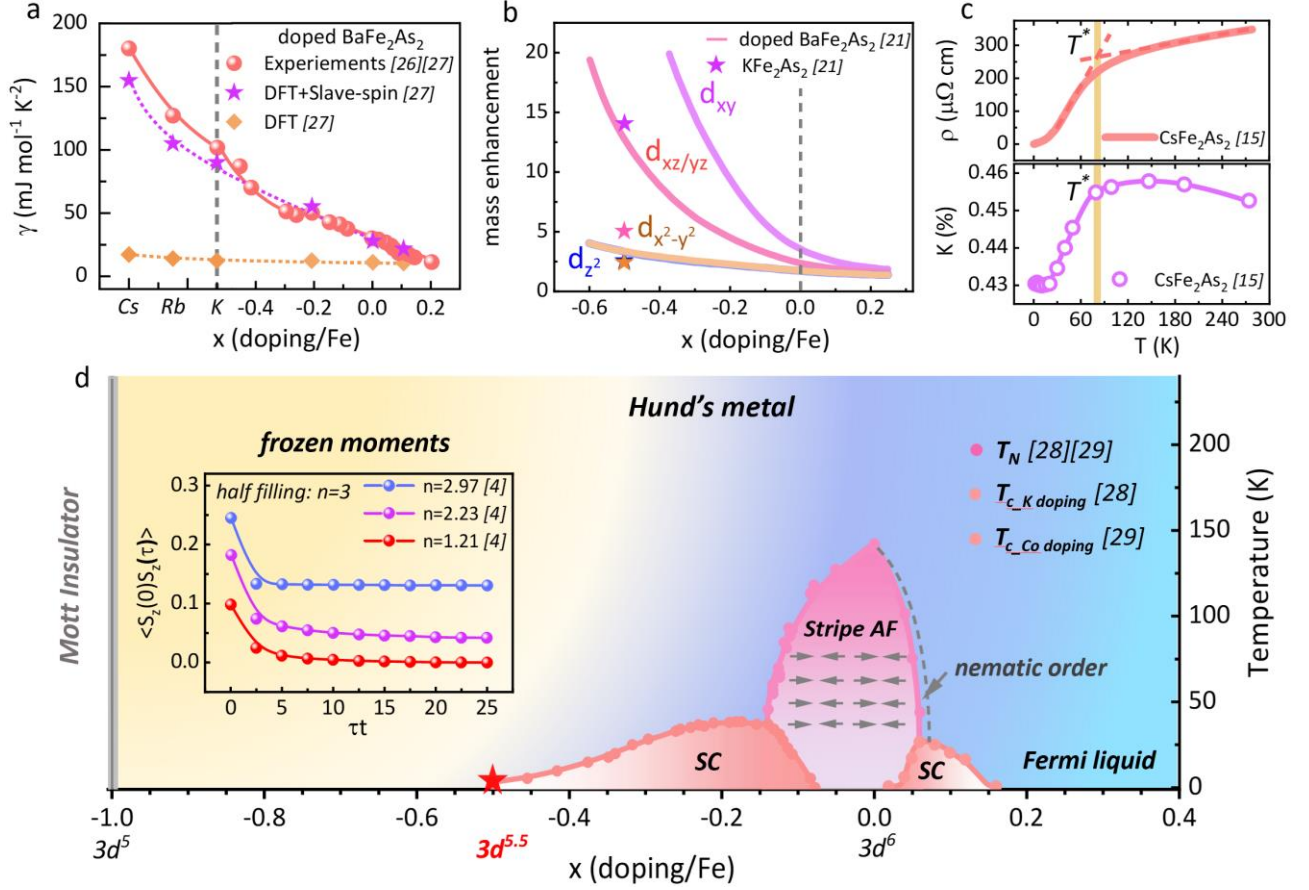 a
γ (mJ mol⁻¹ K⁻²)
200
150
100
50
0
doped BaFe₂As₂
Experiements [26][27]
DFT+Slave-spin [27]
DFT [27]
Cs Rb K -0.4 -0.2 0.0 0.2
x (doping/Fe)
b
mass enhancement
20
15
10
5
0
doped BaFe₂As₂ [21]
KFe₂As₂ [21]
d_xy
d_xz/yz
d_x²-y²
d_z²
-0.6 -0.4 -0.2 0.0 0.2
x (doping/Fe)
c
ρ (μΩ cm)
300
200
100
0
T*
CsFe₂As₂ [15]
K (%)
0.46
0.45
0.44
0.43
T*
CsFe₂As₂ [15]
0 60 120 180 240 300
T (K)
d
Hund's metal
frozen moments
Mott Insulator
<S_z(0)S_z(τ)>
0.3
0.2
0.1
0.0
half filling: n=3
n=2.97 [4]
n=2.23 [4]
n=1.21 [4]
0 5 10 15 20 25
τt
T_N [28][29]
T_c_K doping [28]
T_c_Co doping [29]
Stripe AF
nematic order
SC
SC
Fermi liquid
200
150
100
50
0
Temperature (K)
-1.0 -0.8 -0.6 -0.4 -0.2 0.0 0.2 0.4
3d⁵ 3d⁵·⁵ 3d⁶
x (doping/Fe)